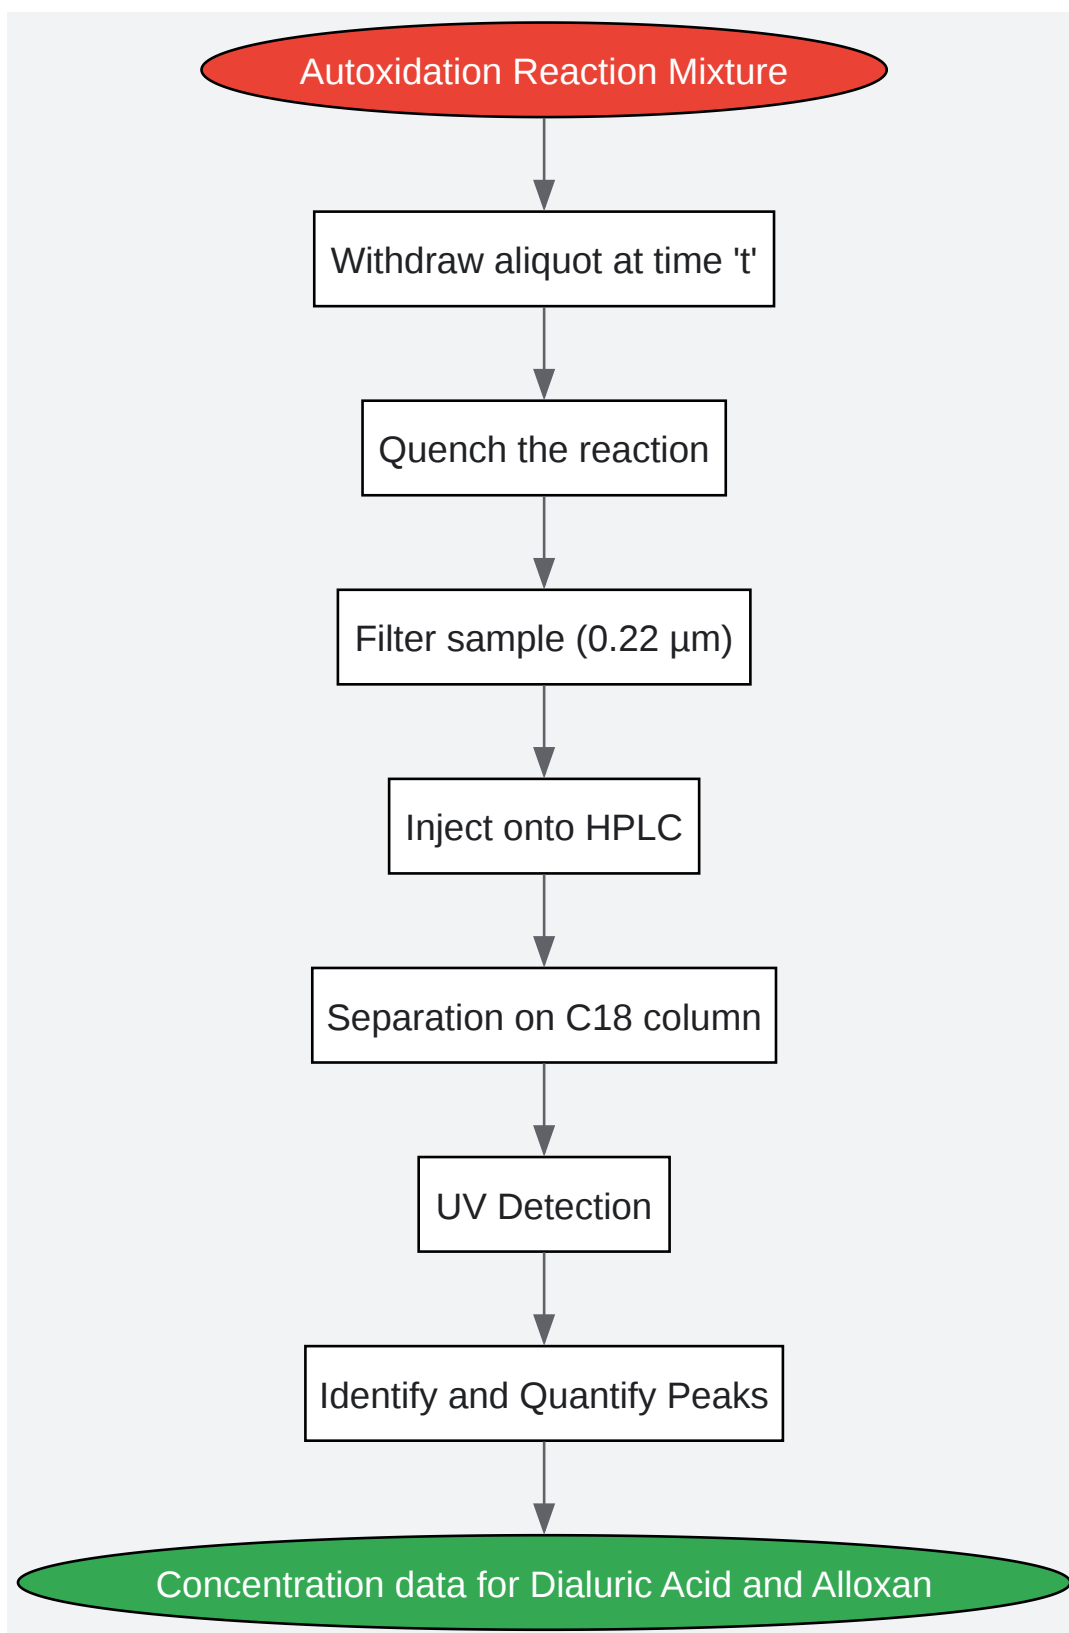 Autoxidation Reaction Mixture
Withdraw aliquot at time 't'
Quench the reaction
Filter sample (0.22 µm)
Inject onto HPLC
Separation on C18 column
UV Detection
Identify and Quantify Peaks
Concentration data for Dialuric Acid and Alloxan